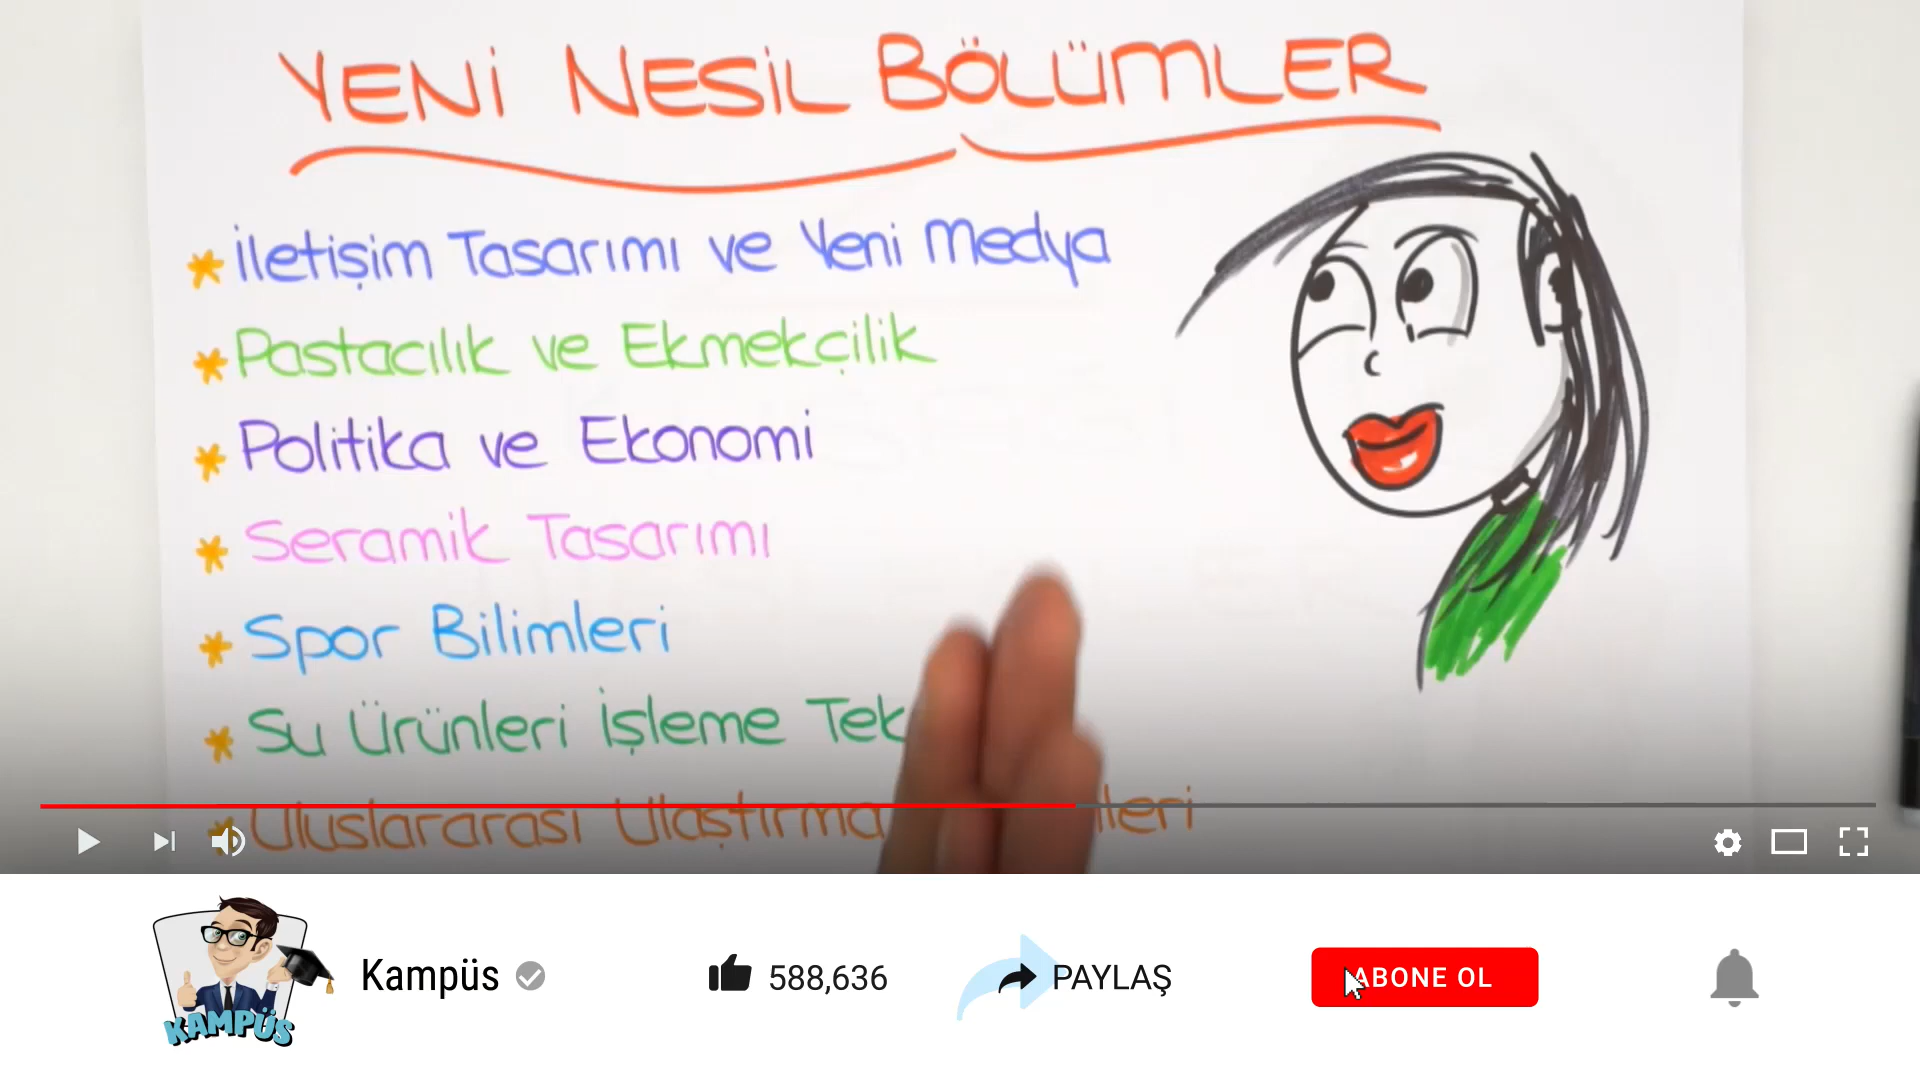 YENİ NESİL BÖLÜMLER
İletişim Tasarımı ve Yeni Medya
Pastacılık ve Ekmekçilik
Politika ve Ekonomi
Seramik Tasarımı
Spor Bilimleri
Su Ürünleri İşleme
Uluslararası Ulaştırma
KAMPÜS
Kampüs
588,636
PAYLAŞ
ABONE OL